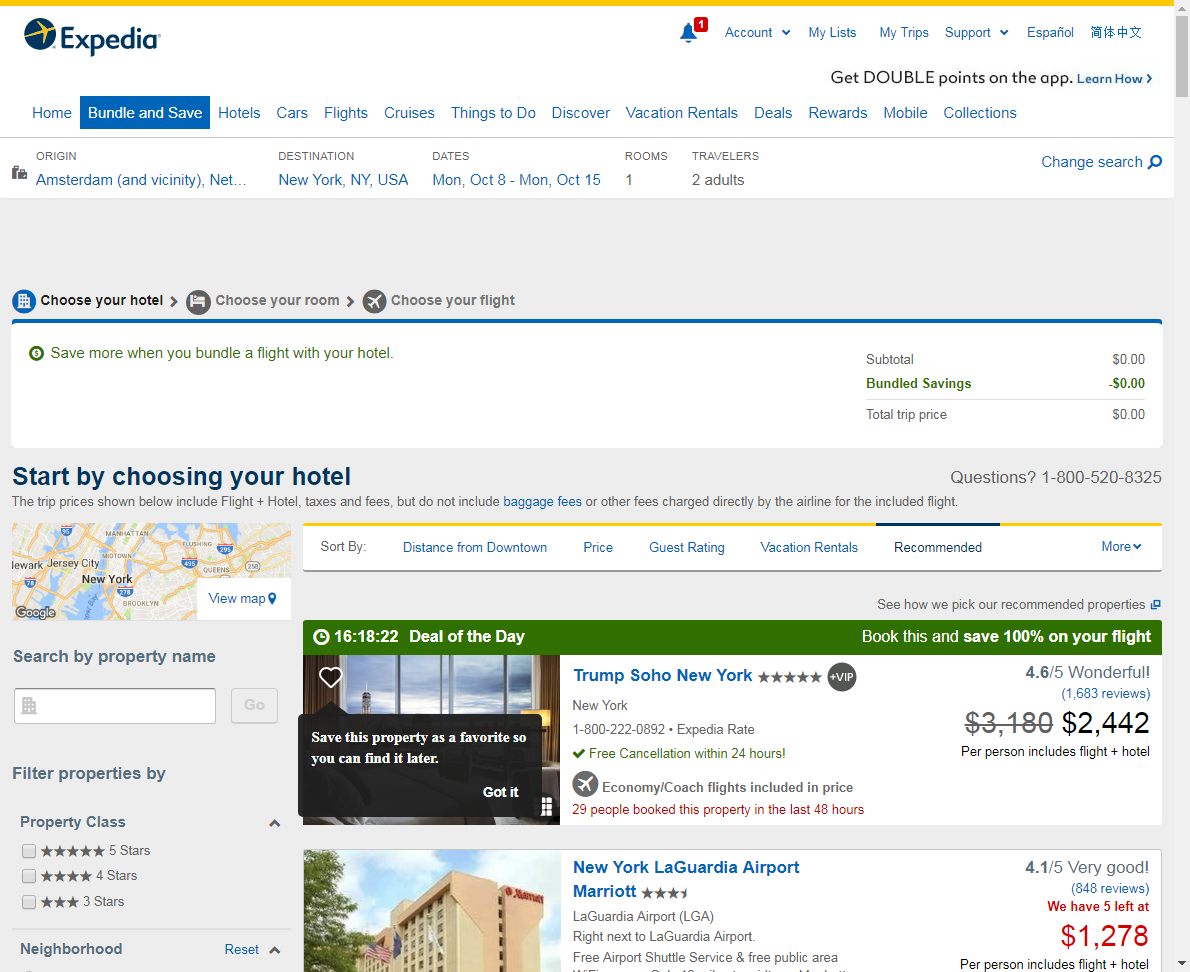 Expedia
1
Account
My Lists
My Trips
Support
Español
简体中文
Get DOUBLE points on the app. Learn How
Home
Bundle and Save
Hotels
Cars
Flights
Cruises
Things to Do
Discover
Vacation Rentals
Deals
Rewards
Mobile
Collections
ORIGIN
Amsterdam (and vicinity), Net...
DESTINATION
New York, NY, USA
DATES
Mon, Oct 8 - Mon, Oct 15
ROOMS
1
TRAVELERS
2 adults
Change search
Choose your hotel
Choose your room
Choose your flight
Save more when you bundle a flight with your hotel.
Subtotal $0.00
Bundled Savings -$0.00
Total trip price $0.00
Start by choosing your hotel
Questions? 1-800-520-8325
The trip prices shown below include Flight + Hotel, taxes and fees, but do not include baggage fees or other fees charged directly by the airline for the included flight.
MANHATTAN
95
FLUSHING
295
MIDTOWN
495
ewark
Jersey City
QUEENS
258
New York
78
278
BROOKLYN
Google
View map
Search by property name
Go
Filter properties by
Property Class
5 Stars
4 Stars
3 Stars
Neighborhood
Reset
Sort By:
Distance from Downtown
Price
Guest Rating
Vacation Rentals
Recommended
More
See how we pick our recommended properties
16:18:22 Deal of the Day
Book this and save 100% on your flight
Save this property as a favorite so
you can find it later.
Got it
Trump Soho New York
+VIP
New York
1-800-222-0892 • Expedia Rate
Free Cancellation within 24 hours!
Economy/Coach flights included in price
29 people booked this property in the last 48 hours
4.6/5 Wonderful!
(1,683 reviews)
$3,180 $2,442
Per person includes flight + hotel
Marriott
New York LaGuardia Airport
Marriott
LaGuardia Airport (LGA)
Right next to LaGuardia Airport.
Free Airport Shuttle Service & free public area
4.1/5 Very good!
(848 reviews)
We have 5 left at
$1,278
Per person includes flight + hotel